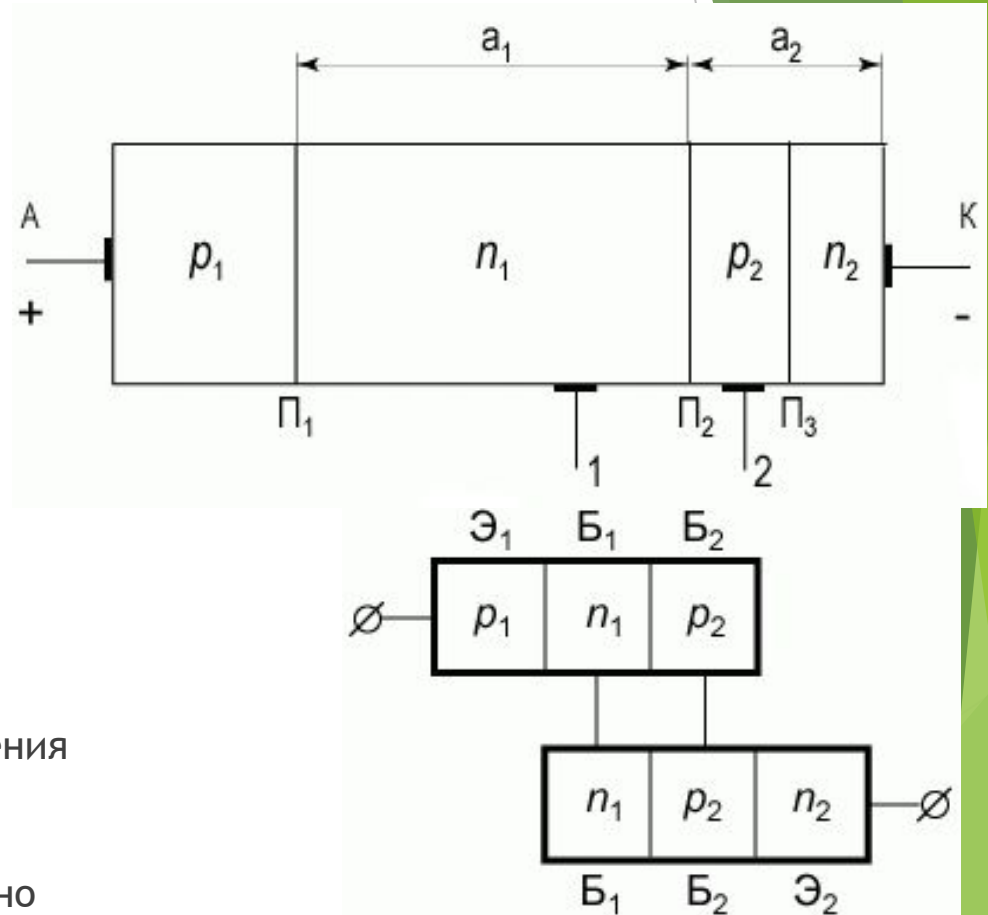 a₁ a₂
A K
p₁ n₁ p₂ n₂
+ -
П₁ П₂ П₃
1 2
Э₁ Б₁ Б₂
p₁ n₁ p₂
n₁ p₂ n₂
Б₁ Б₂ Э₂